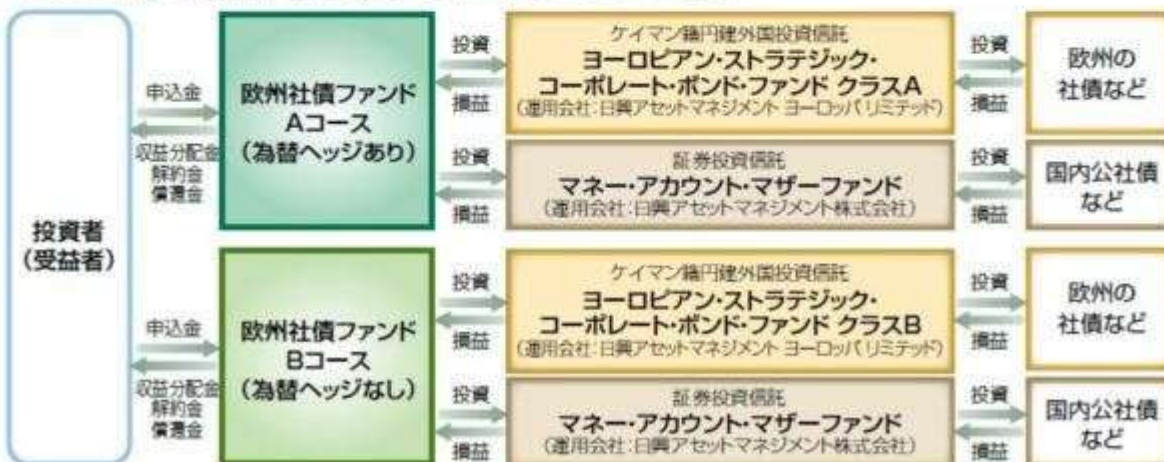 投資者
(受益者)
申込金
収益分配金
解約金
償還金
欧州社債ファンド
Aコース
(為替ヘッジあり)
投資
損益
ケイマン籍円建外国投資信託
ヨーロピアン・ストラテジック・
コーポレート・ボンド・ファンド クラスA
(運用会社:日興アセットマネジメント ヨーロッパ リミテッド)
投資
損益
欧州の
社債など
投資
損益
証券投資信託
マネー・アカウント・マザーファンド
(運用会社:日興アセットマネジメント株式会社)
投資
損益
国内公社債
など
申込金
収益分配金
解約金
償還金
欧州社債ファンド
Bコース
(為替ヘッジなし)
投資
損益
ケイマン籍円建外国投資信託
ヨーロピアン・ストラテジック・
コーポレート・ボンド・ファンド クラスB
(運用会社:日興アセットマネジメント ヨーロッパ リミテッド)
投資
損益
欧州の
社債など
投資
損益
証券投資信託
マネー・アカウント・マザーファンド
(運用会社:日興アセットマネジメント株式会社)
投資
損益
国内公社債
など